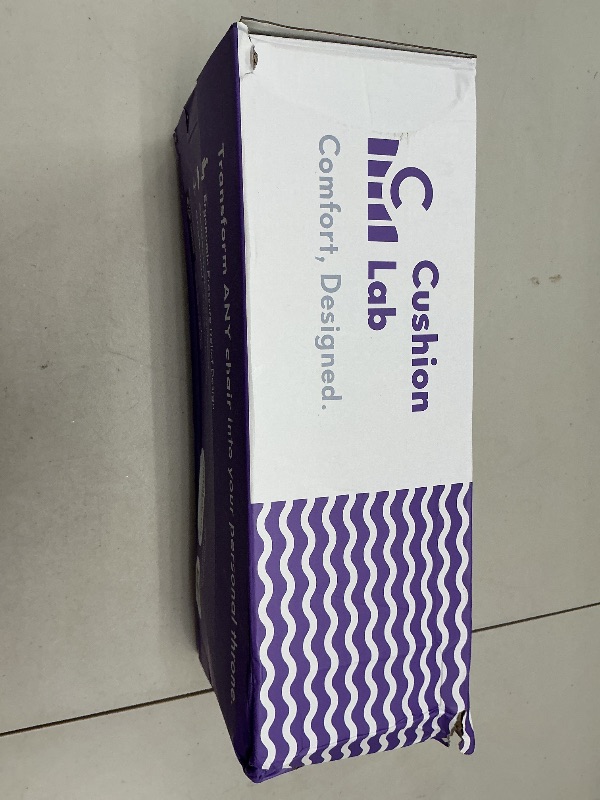 Cushion
Lab
Comfort, Designed.
Transform ANY chair into your personal throne.